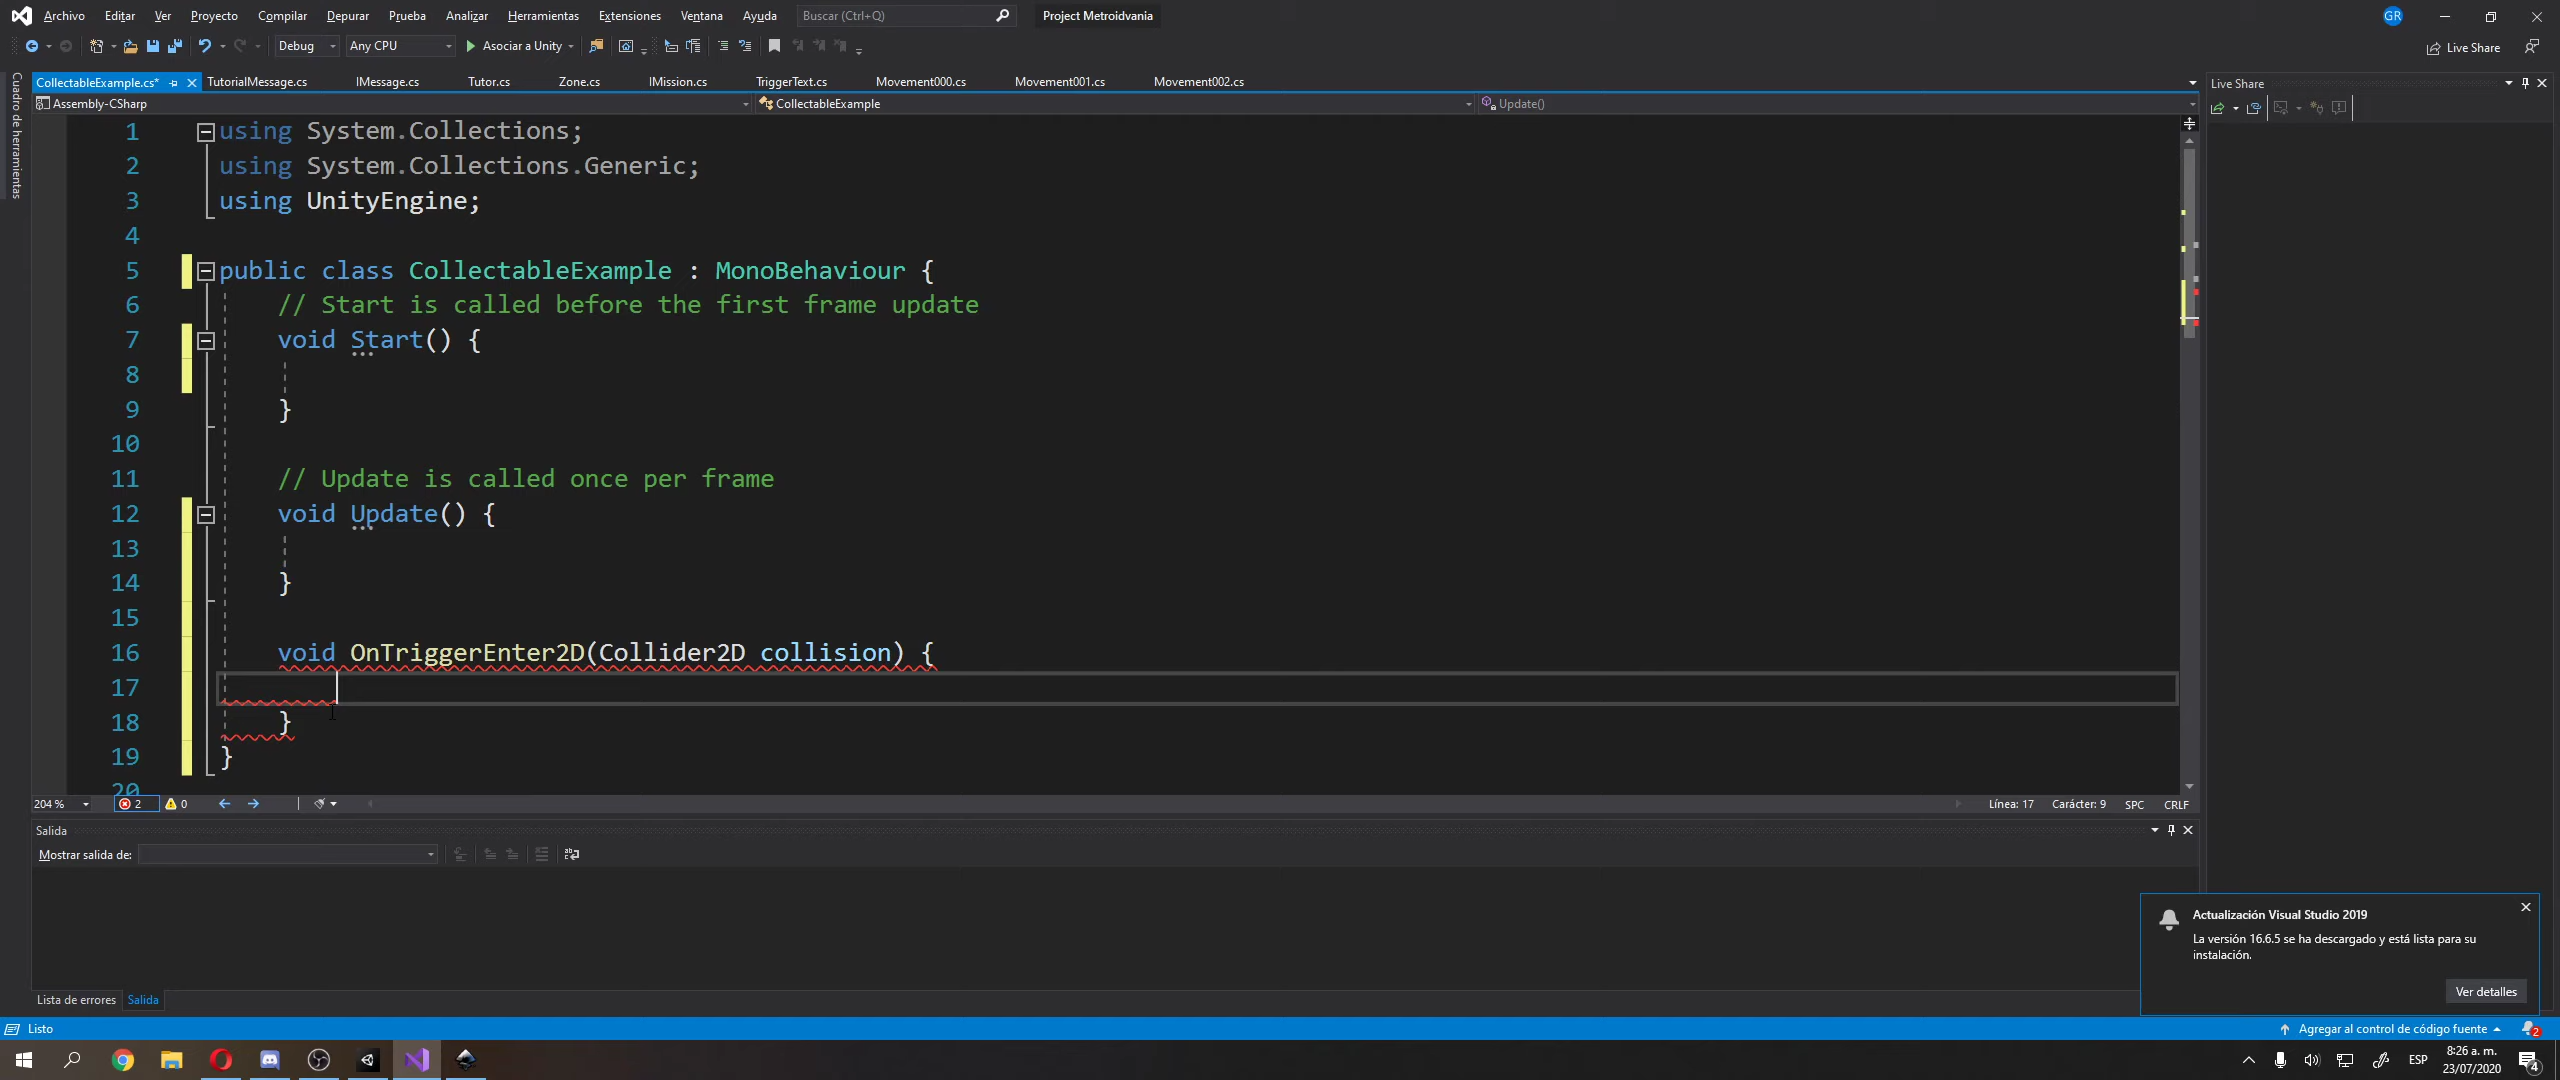 Archivo Editar Ver Proyecto Compilar Depurar Prueba Analizar Herramientas Extensiones Ventana Ayuda Buscar (Ctrl+Q) Project Metroidvania GR
Debug Any CPU Asociar a Unity Live Share
CollectableExample.cs* TutorialMessage.cs IMessage.cs Tutor.cs Zone.cs IMission.cs TriggerText.cs Movement000.cs Movement001.cs Movement002.cs Live Share
Assembly-CSharp CollectableExample Update()
Cuadro de herramientas
1 using System.Collections;
2 using System.Collections.Generic;
3 using UnityEngine;
4
5 public class CollectableExample : MonoBehaviour {
6 // Start is called before the first frame update
7 void Start() {
8
9 }
10
11 // Update is called once per frame
12 void Update() {
13
14 }
15
16 void OnTriggerEnter2D(Collider2D collision) {
17
18 }
19 }
20
204 % 2 0 Línea: 17 Carácter: 9 SPC CRLF
Salida
Mostrar salida de:
Actualización Visual Studio 2019
La versión 16.6.5 se ha descargado y está lista para su
instalación.
Ver detalles
Lista de errores Salida
Listo Agregar al control de código fuente 2
ESP 8:26 a. m.
23/07/2020 4